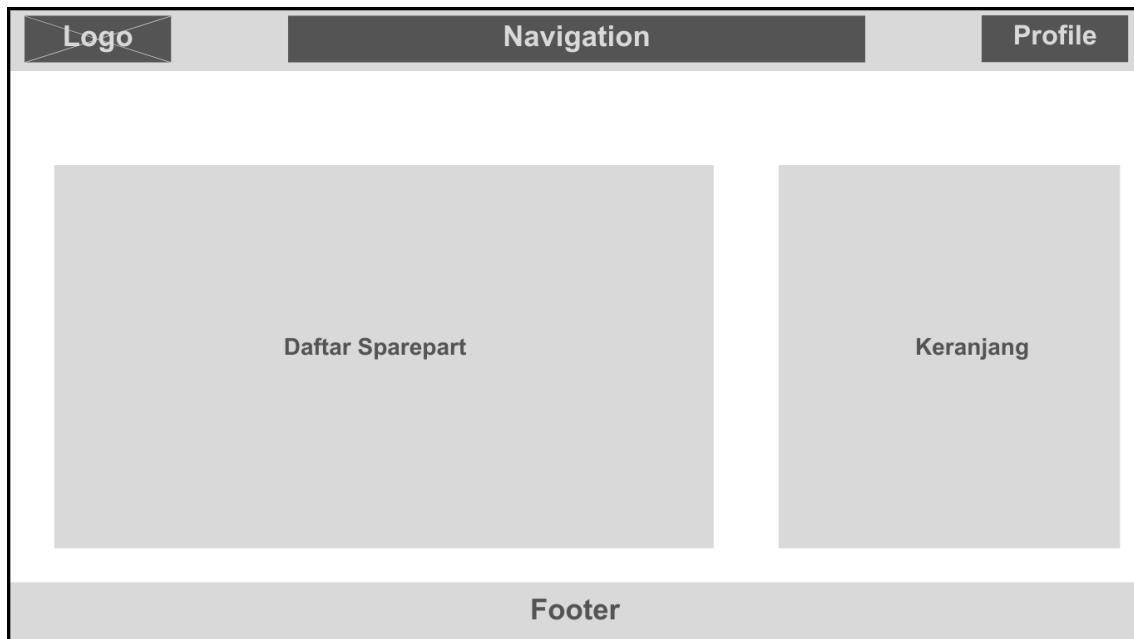 Logo
Navigation
Profile
Daftar Sparepart
Keranjang
Footer